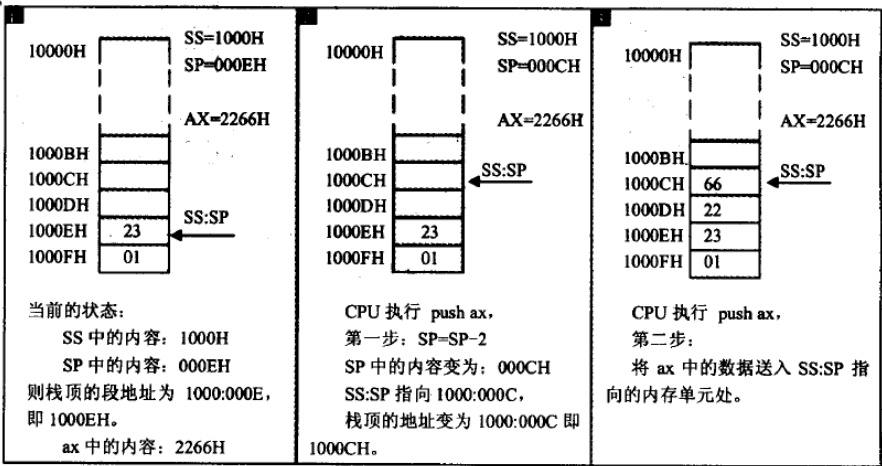 10000H
SS=1000H
SP=000EH
AX=2266H
1000BH
1000CH
1000DH
SS:SP
1000EH 23
1000FH 01
当前的状态:
SS 中的内容: 1000H
SP 中的内容: 000EH
则栈顶的段地址为 1000:000E,
即 1000EH。
ax 中的内容: 2266H
10000H
SS=1000H
SP=000CH
AX=2266H
1000BH
1000CH
SS:SP
1000DH
1000EH 23
1000FH 01
CPU 执行 push ax,
第一步: SP=SP-2
SP 中的内容变为: 000CH
SS:SP 指向 1000:000C,
栈顶的地址变为 1000:000C 即
1000CH。
10000H
SS=1000H
SP=000CH
AX=2266H
1000BH
1000CH 66
SS:SP
1000DH 22
1000EH 23
1000FH 01
CPU 执行 push ax,
第二步:
将 ax 中的数据送入 SS:SP 指
向的内存单元处。